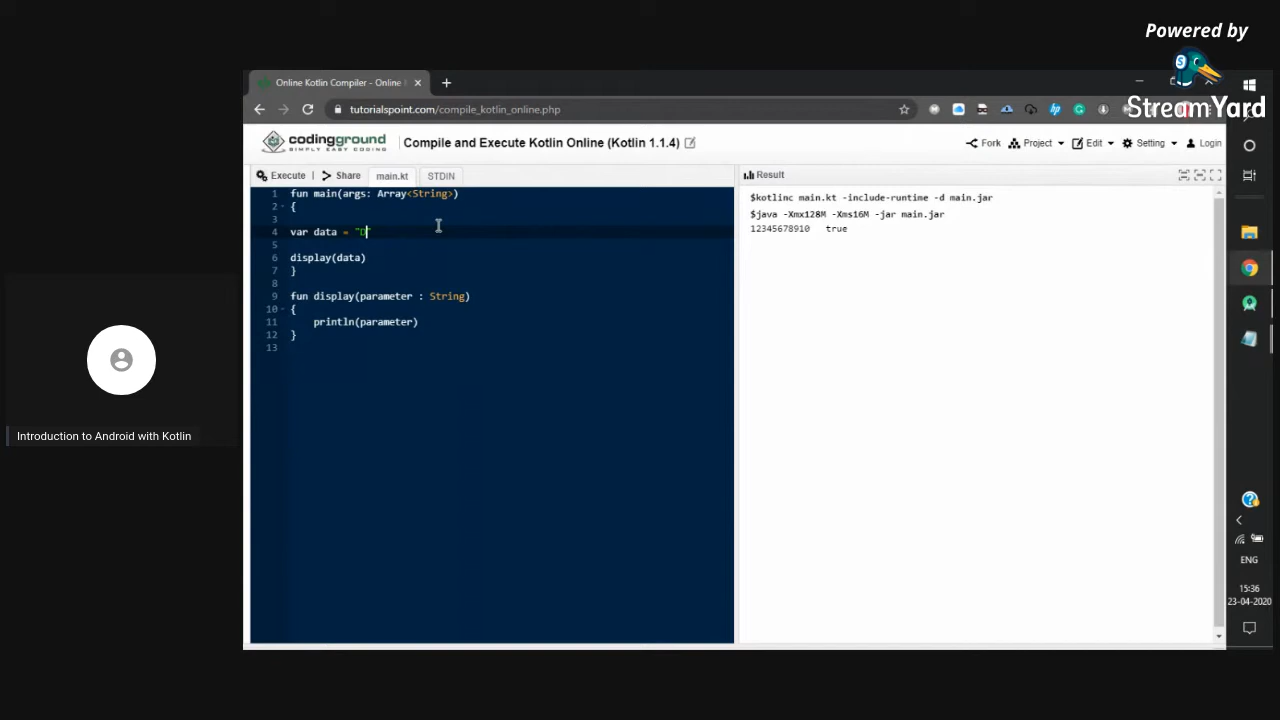 Powered by
StreamYard
Online Kotlin Compiler - Online
tutorialspoint.com/compile_kotlin_online.php
codingground
SIMPLY EASY CODING
Compile and Execute Kotlin Online (Kotlin 1.1.4)
Fork
Project
Edit
Setting
Login
Execute
Share
main.kt
STDIN
Result
1 fun main(args: Array<String>)
2 {
3
4 var data = "D"
5
6 display(data)
7 }
8
9 fun display(parameter : String)
10 {
11 println(parameter)
12 }
13
$kotlinc main.kt -include-runtime -d main.jar
$java -Xmx128M -Xms16M -jar main.jar
12345678910 true
Introduction to Android with Kotlin
ENG
15:36
23-04-2020